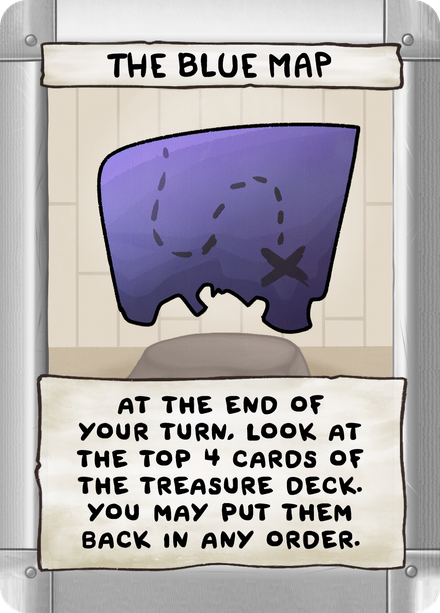 THE BLUE MAP
AT THE END OF
YOUR TURN, LOOK AT
THE TOP 4 CARDS OF
THE TREASURE DECK.
YOU MAY PUT THEM
BACK IN ANY ORDER.